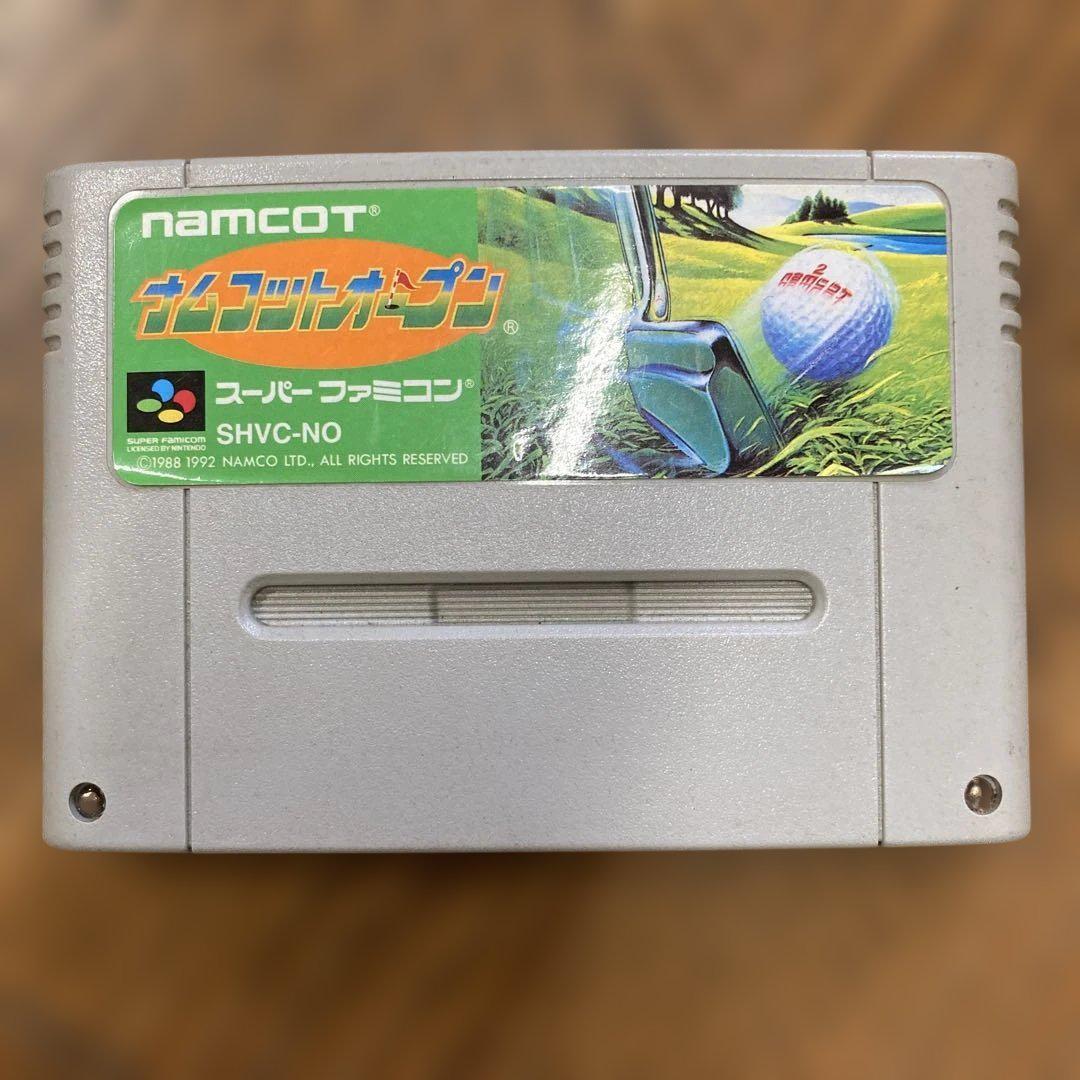 namcot®
ナムコットオープン®
スーパーファミコン®
SUPER FAMICOM
LICENSED BY NINTENDO
SHVC-NO
©1988 1992 NAMCO LTD., ALL RIGHTS RESERVED
2
namcot